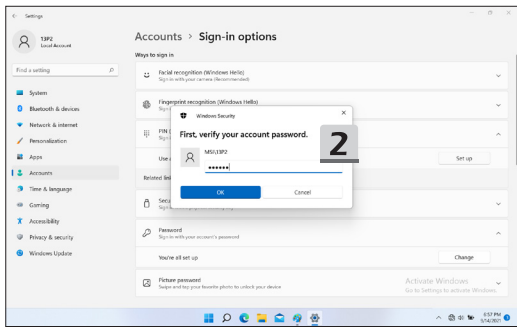 Settings
13P2
Local Account
Find a setting
System
Bluetooth & devices
Network & internet
Personalization
Apps
Accounts
Time & language
Gaming
Accessibility
Privacy & security
Windows Update
Accounts > Sign-in options
Ways to sign in
Facial recognition (Windows Hello)
Sign in with your camera (Recommended)
Fingerprint recognition (Windows Hello)
Windows Security
First, verify your account password.
2
MSI\13P2
••••••
OK
Cancel
PIN
Set up
Password
Sign in with your account's password
You're all set up
Change
Picture password
Swipe and tap your favorite photo to unlock your device
Activate Windows
Go to Settings to activate Windows.
6:57 PM